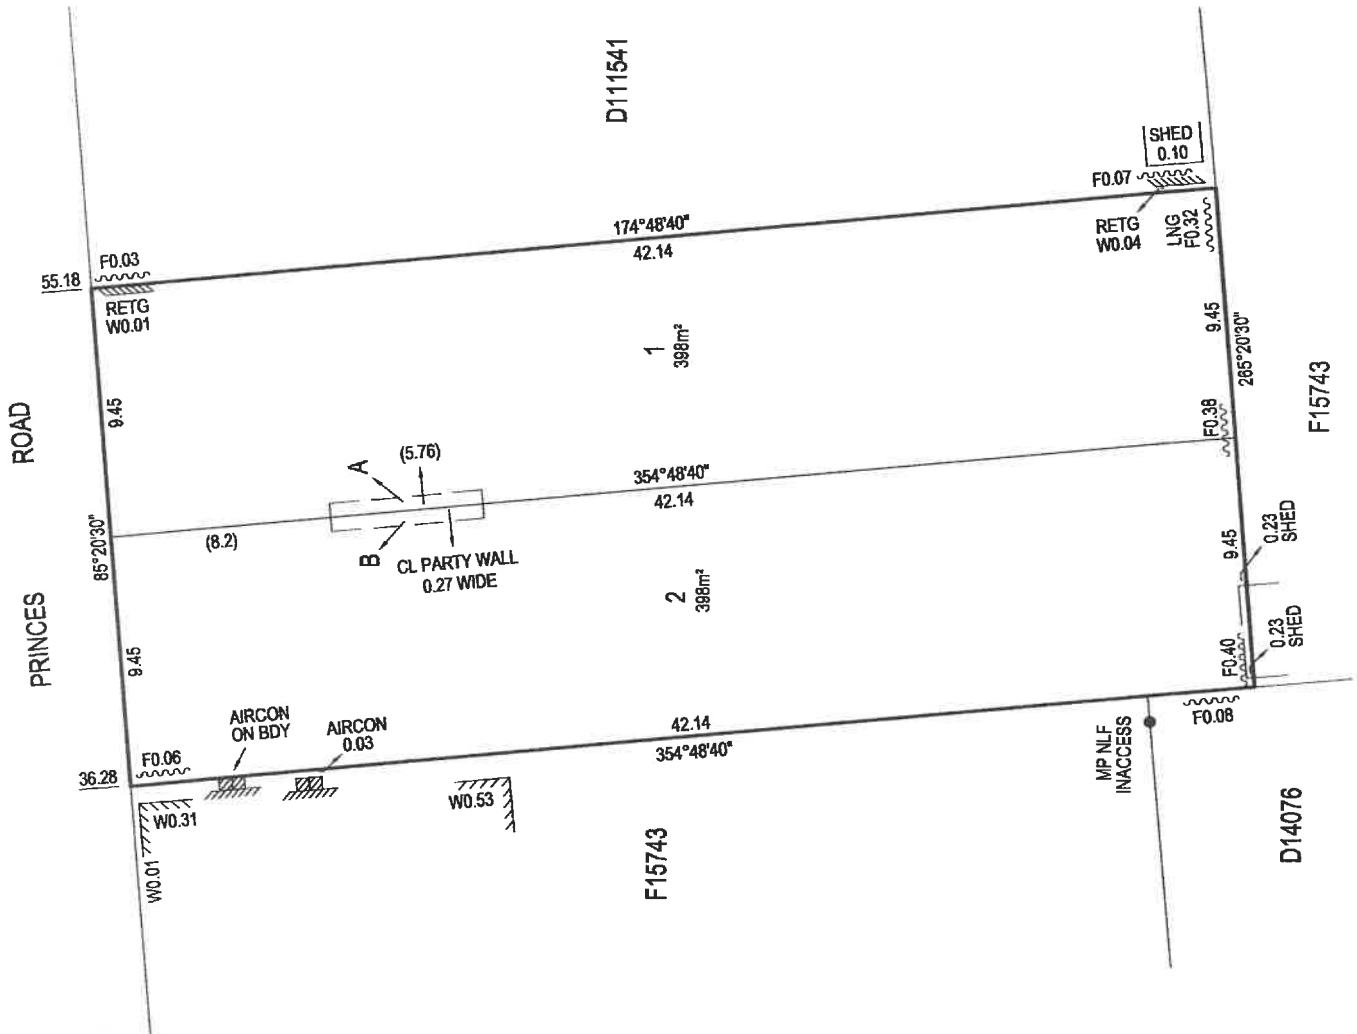 D111541
SHED
0.10
F0.07
RETG
W0.04
LNG
F0.32
174°48'40"
42.14
55.18
F0.03
RETG
W0.01
ROAD
PRINCES
9.45
85°20'30"
9.45
1
398m²
9.45
265°20'30"
F15743
F0.38
A
(5.76)
354°48'40"
42.14
(8.2)
B
CL PARTY WALL
0.27 WIDE
2
398m²
9.45
0.23
SHED
F0.40
0.23
SHED
AIRCON
ON BDY
AIRCON
0.03
F0.06
36.28
42.14
354°48'40"
W0.31
W0.01
W0.53
F15743
MP NLF
INACCESS
F0.08
D14076